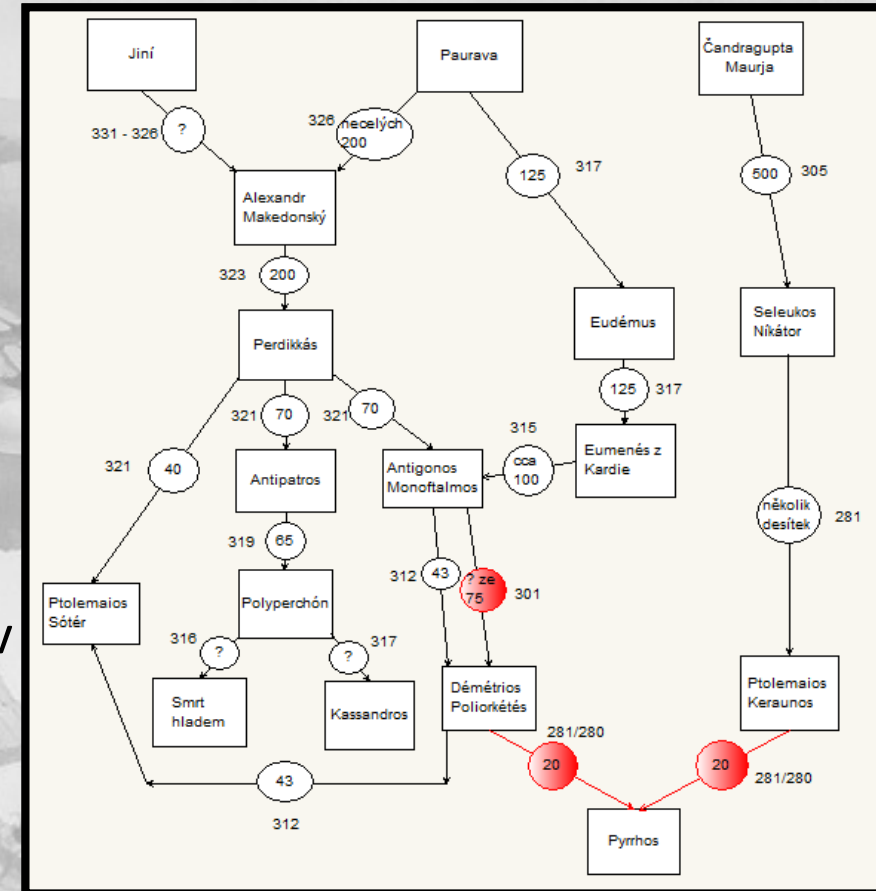 Jiní
Paurava
Čandragupta
Maurja
331 - 326
?
326
necelých
200
125
317
500
305
Alexandr
Makedonský
323
200
Perdikkás
Eudémus
Seleukos
Níkátor
321
40
321
70
321
70
125
317
315
cca
100
Antipatros
Antigonos
Monoftalmos
Eumenés z
Kardie
několik
desítek
281
319
65
312
43
? ze
75
301
Ptolemaios
Sótér
Polyperchón
316
?
?
317
Smrt
hladem
Kassandros
Démétrios
Poliorkétés
Ptolemaios
Keraunos
43
312
281/280
20
20
281/280
Pyrrhos
v